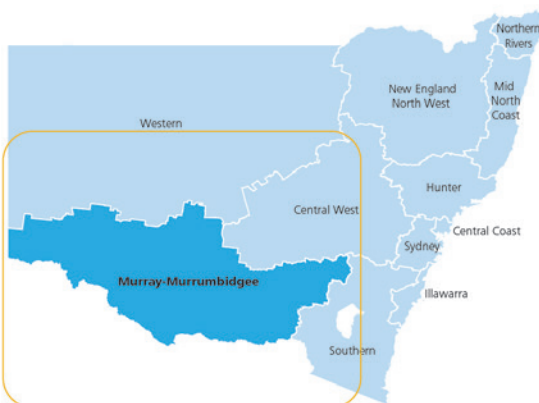 Northern
Rivers
New England
North West
Mid
North
Coast
Western
Hunter
Central West
Central Coast
Sydney
Murray-Murrumbidgee
Illawarra
Southern